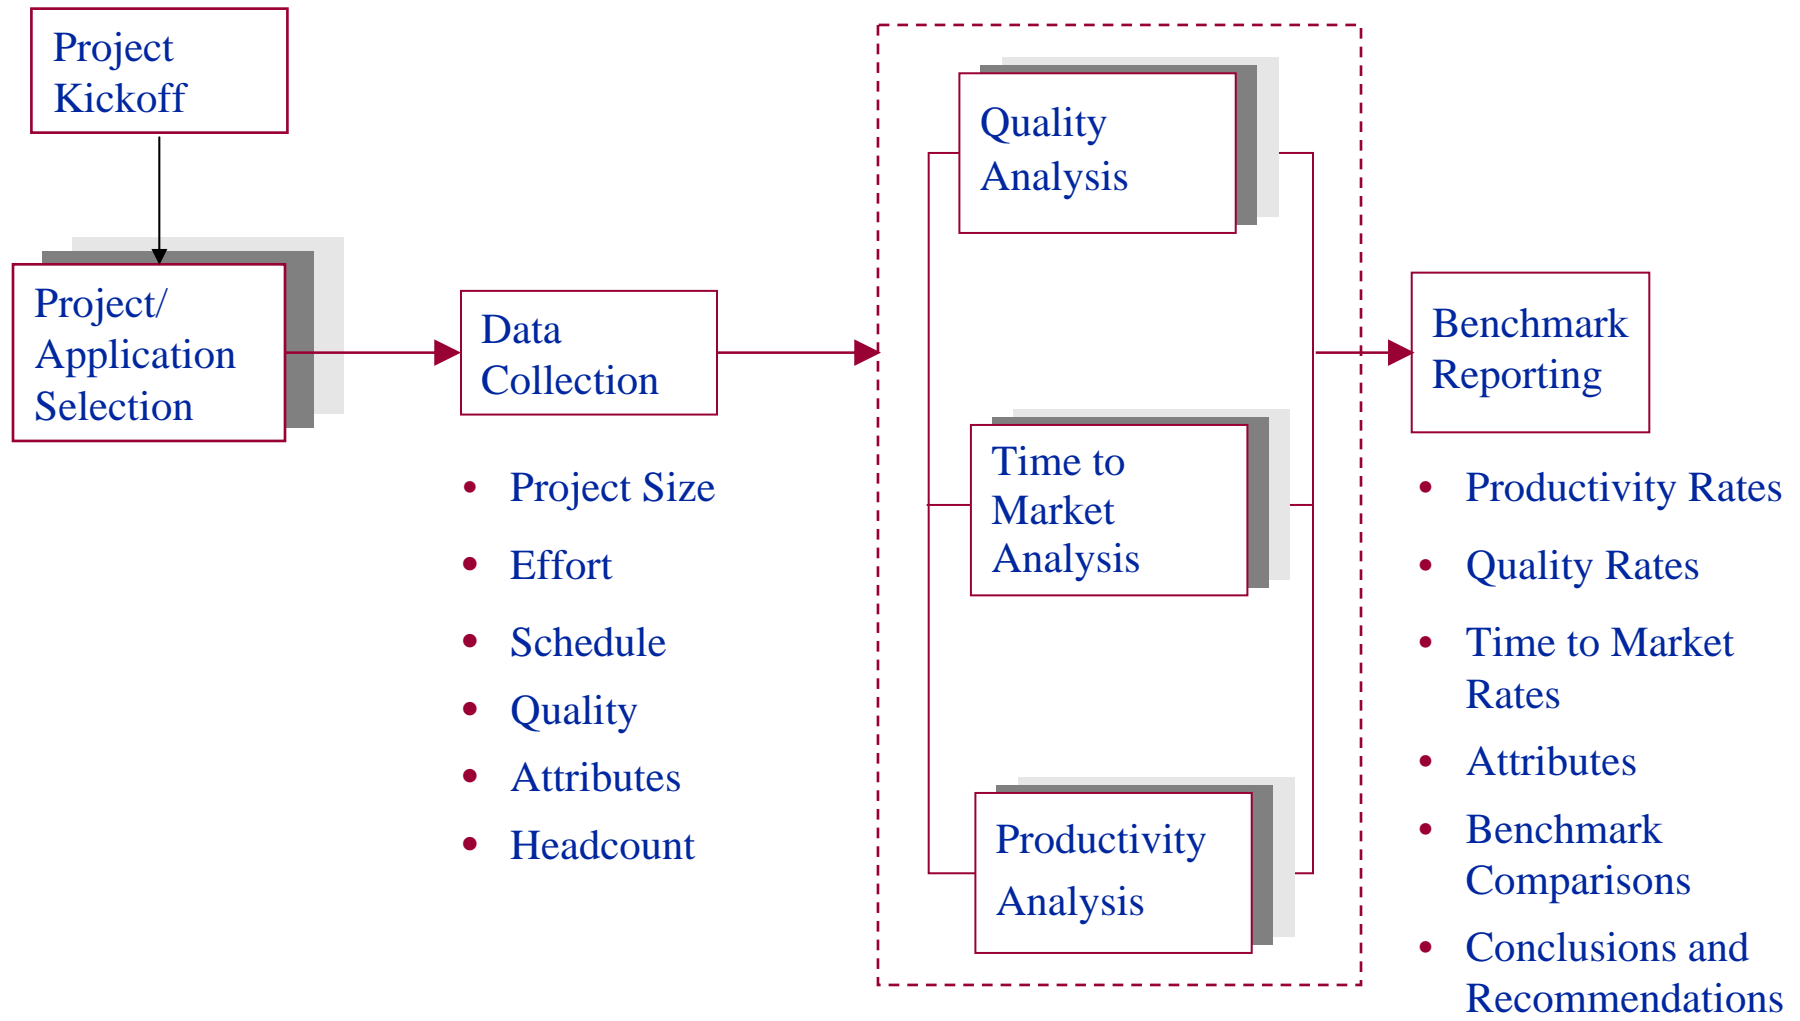 Project
Kickoff
Project/
Application
Selection
Data
Collection
• Project Size
• Effort
• Schedule
• Quality
• Attributes
• Headcount
Quality
Analysis
Time to
Market
Analysis
Productivity
Analysis
Benchmark
Reporting
• Productivity Rates
• Quality Rates
• Time to Market
Rates
• Attributes
• Benchmark
Comparisons
• Conclusions and
Recommendations